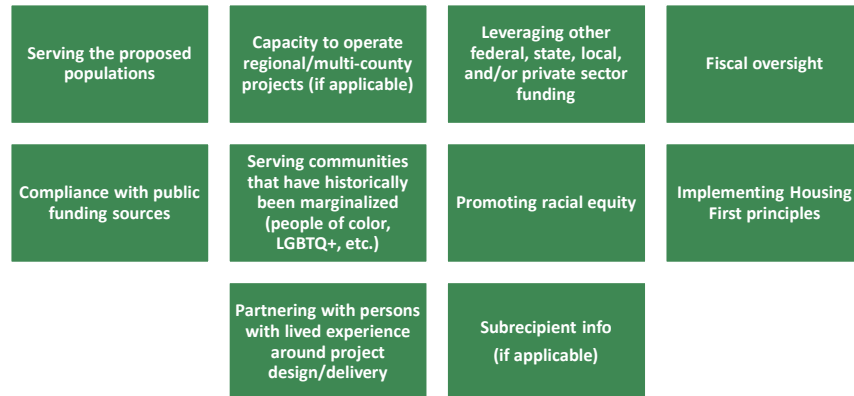 Serving the proposed
populations
Capacity to operate
regional/multi-county
projects (if applicable)
Leveraging other
federal, state, local,
and/or private sector
funding
Fiscal oversight
Compliance with public
funding sources
Serving communities
that have historically
been marginalized
(people of color,
LGBTQ+, etc.)
Promoting racial equity
Implementing Housing
First principles
Partnering with persons
with lived experience
around project
design/delivery
Subrecipient info
(if applicable)